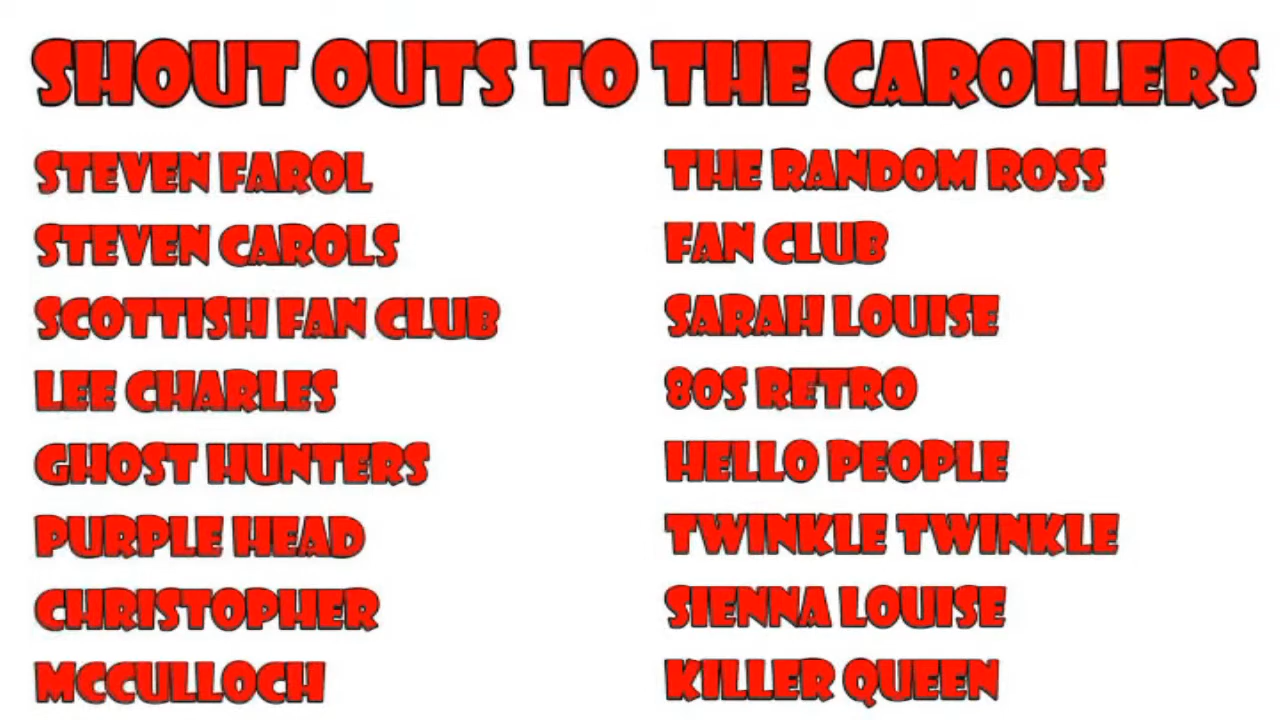 SHOUT OUTS TO THE CAROLLERS
STEVEN FAROL
STEVEN CAROLS
SCOTTISH FAN CLUB
LEE CHARLES
GHOST HUNTERS
PURPLE HEAD
CHRISTOPHER
MCCULLOCH
THE RANDOM ROSS
FAN CLUB
SARAH LOUISE
80S RETRO
HELLO PEOPLE
TWINKLE TWINKLE
SIENNA LOUISE
KILLER QUEEN